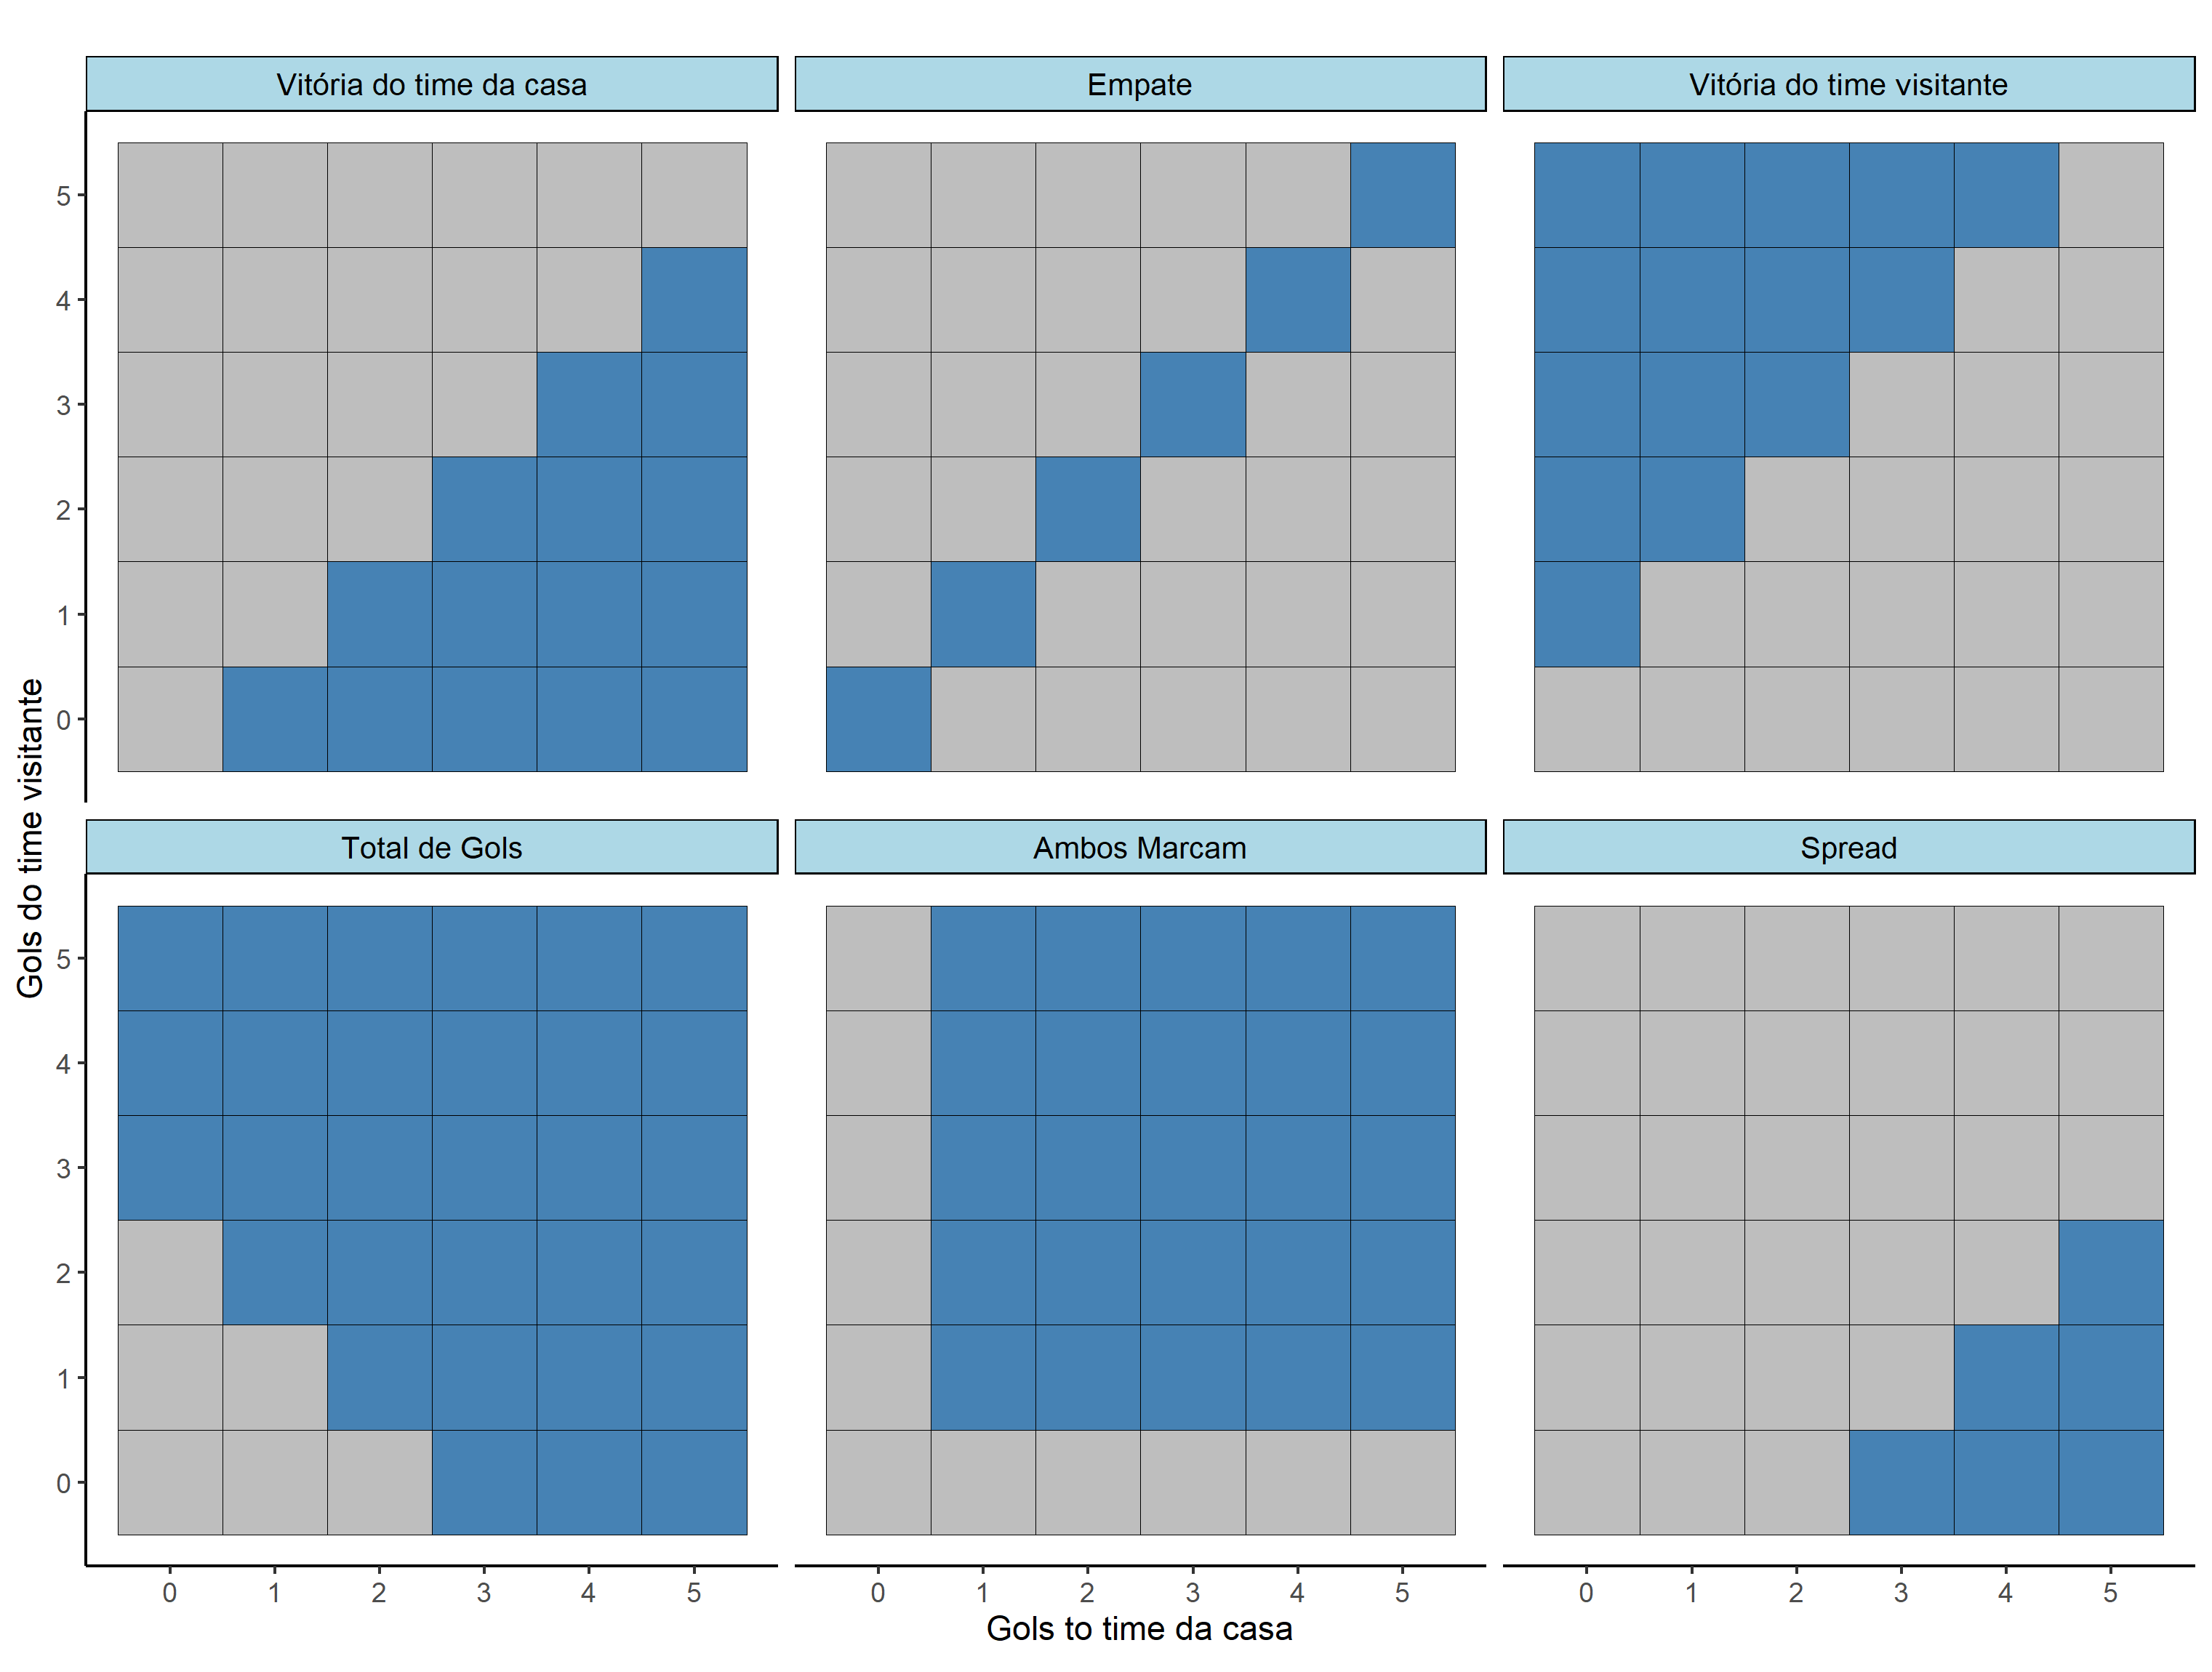 Vitória do time da casa
Empate
Vitória do time visitante
5
4
3
2
1
0
Gols do time visitante
Total de Gols
Ambos Marcam
Spread
5
4
3
2
1
0
0 1 2 3 4 5
0 1 2 3 4 5
0 1 2 3 4 5
Gols to time da casa